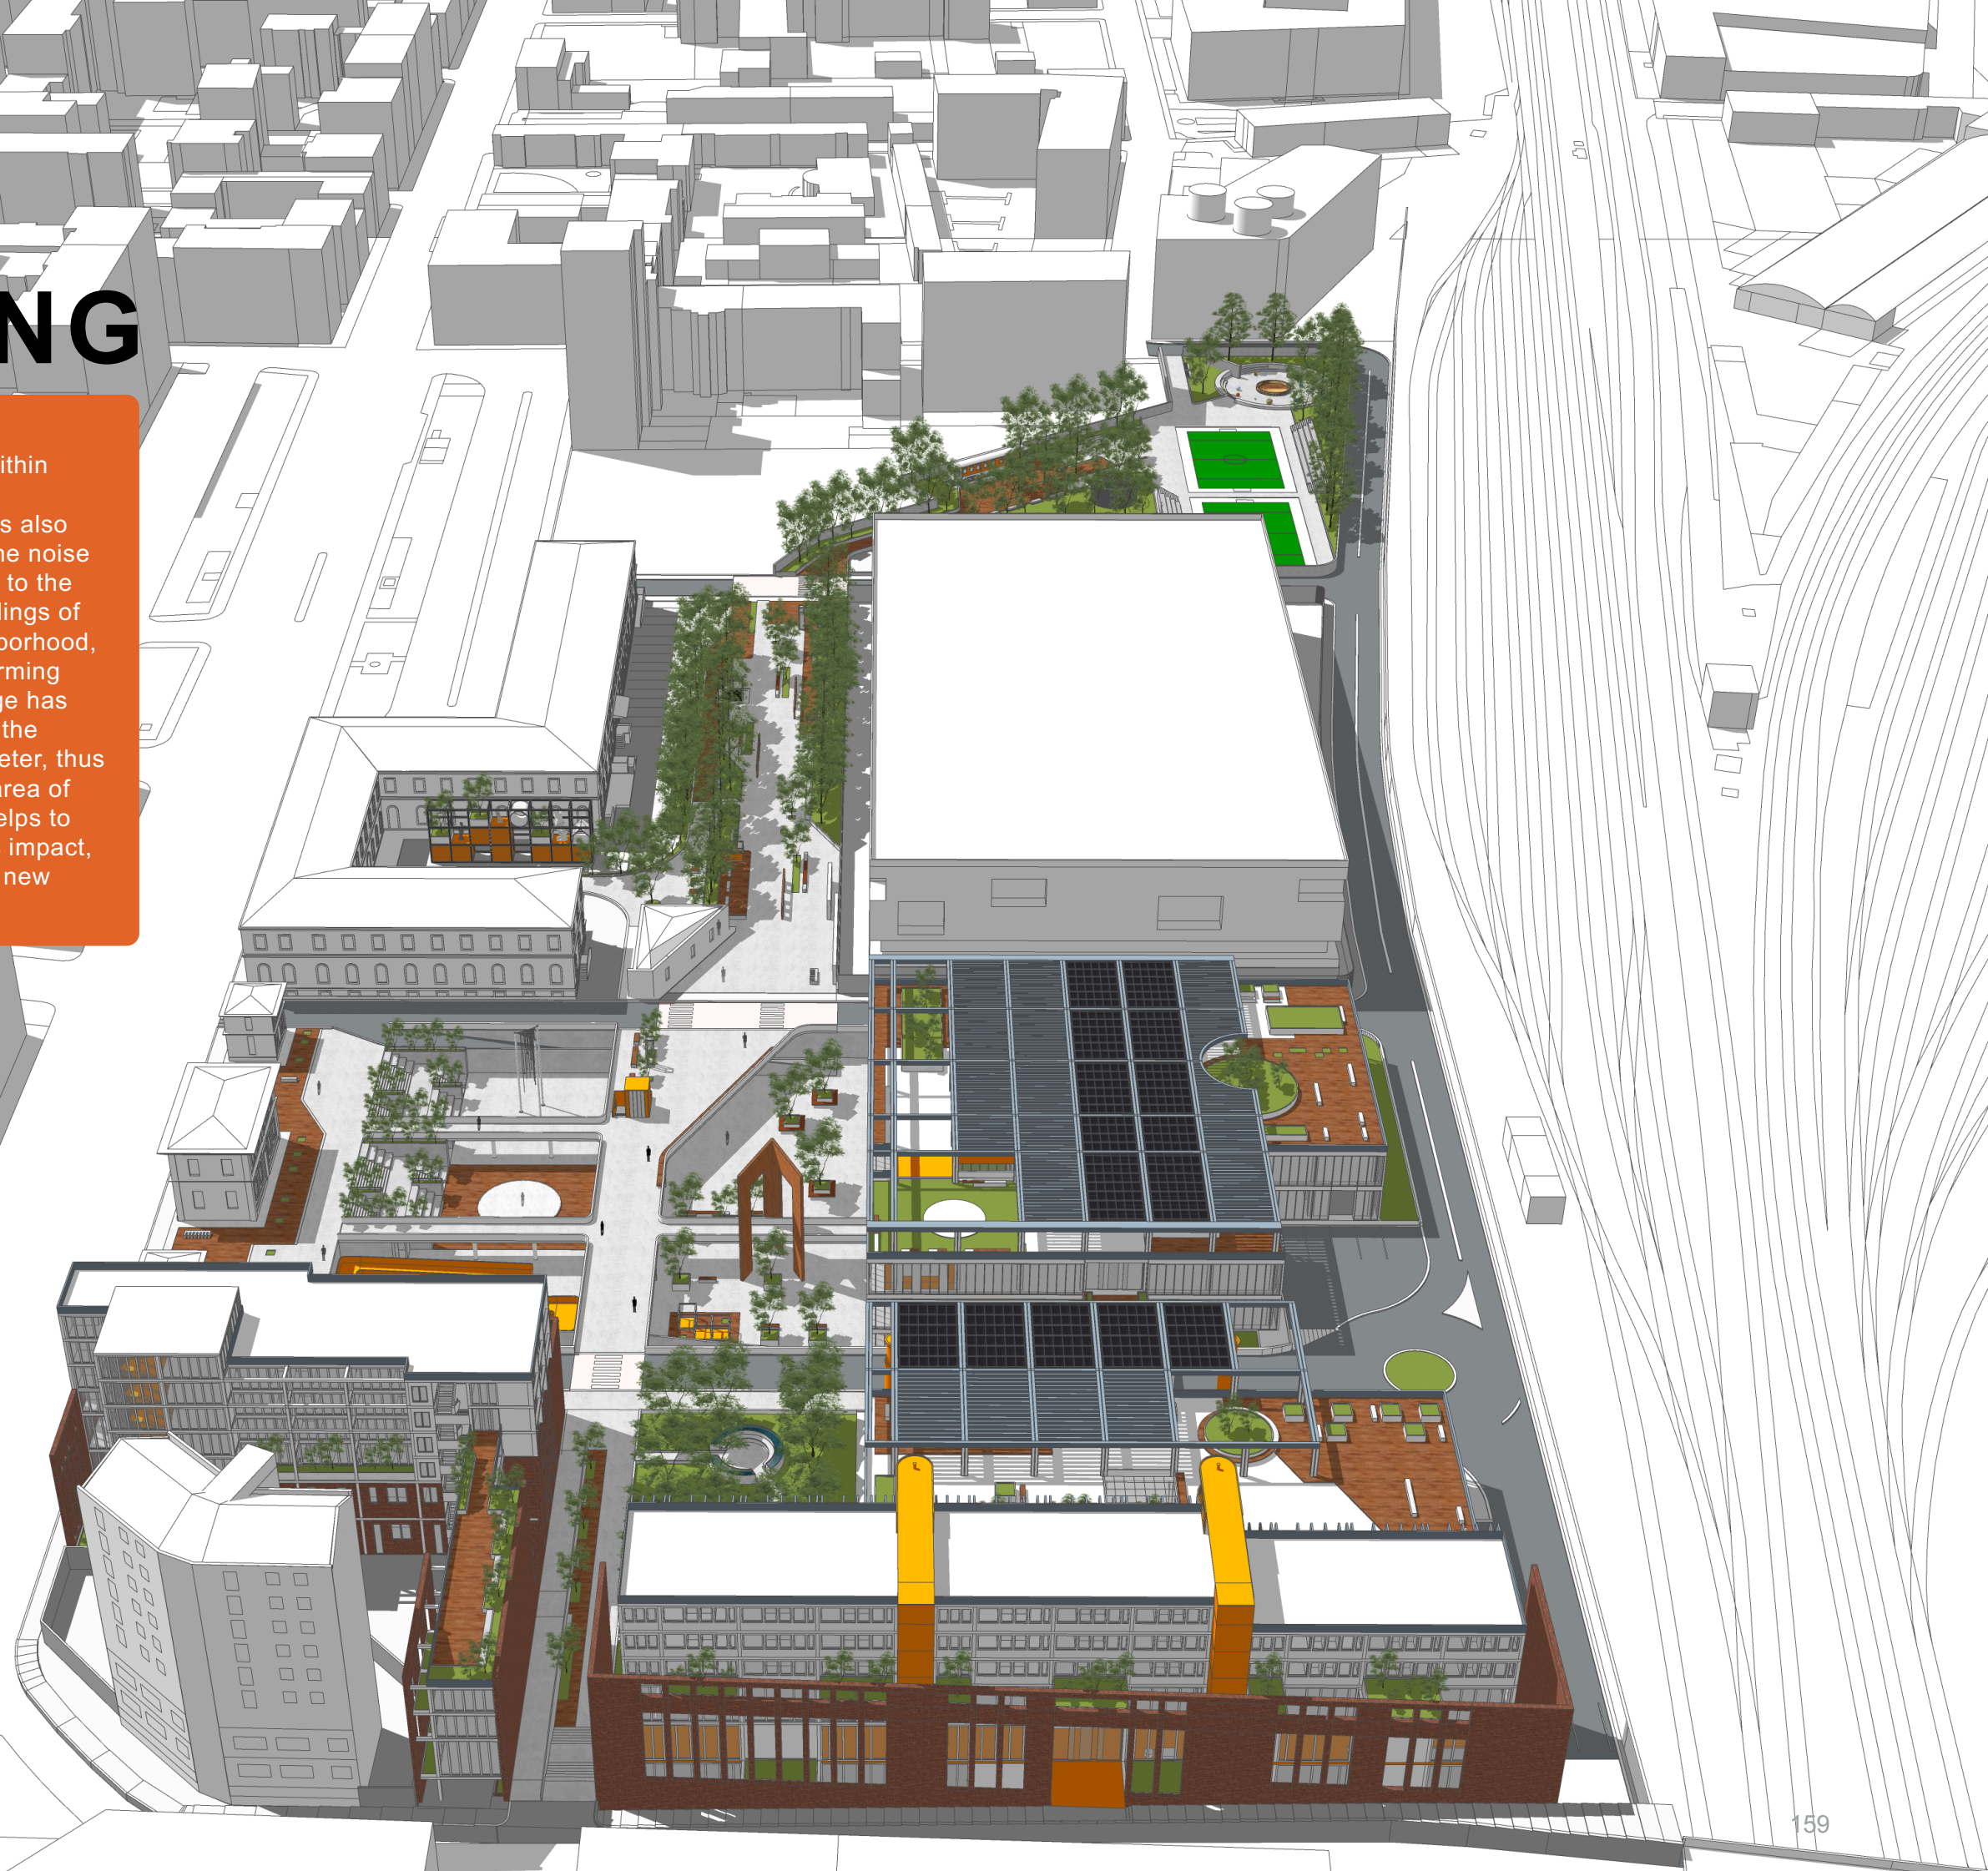 NG
ithin
s also
ne noise
to the
lings of
borhood,
rming
ge has
the
eter, thus
area of
elps to
impact,
new
159